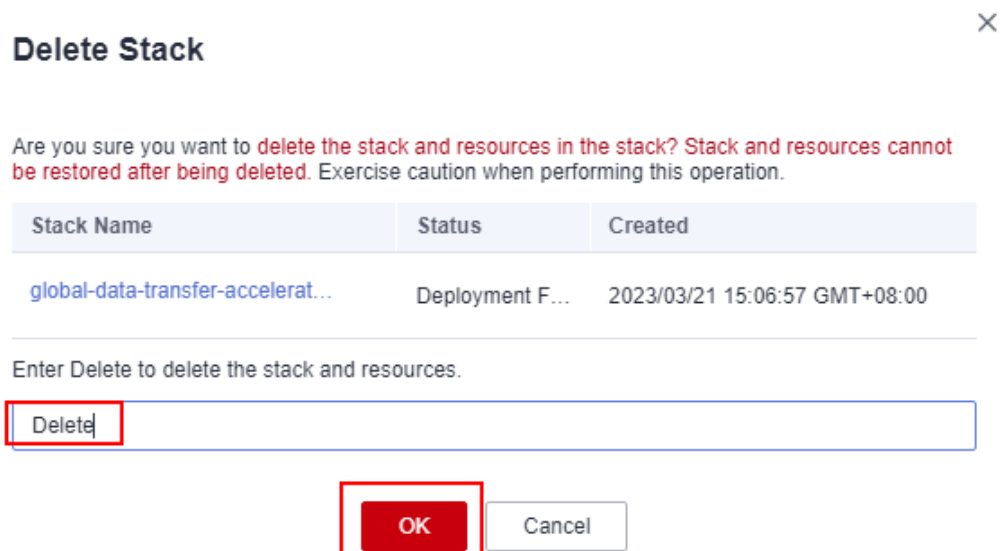 Delete Stack
Are you sure you want to delete the stack and resources in the stack? Stack and resources cannot
be restored after being deleted. Exercise caution when performing this operation.
Stack Name Status Created
global-data-transfer-accelerat... Deployment F... 2023/03/21 15:06:57 GMT+08:00
Enter Delete to delete the stack and resources.
Delete
OK Cancel